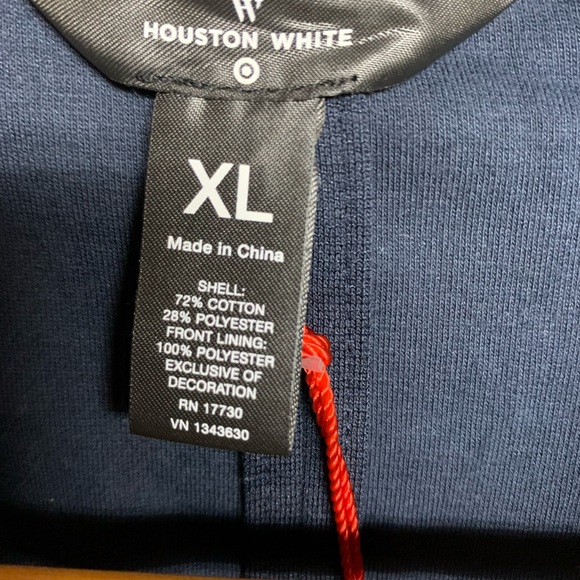 HOUSTON WHITE
XL
Made in China
SHELL:
72% COTTON
28% POLYESTER
FRONT LINING:
100% POLYESTER
EXCLUSIVE OF
DECORATION
RN 17730
VN 1343630